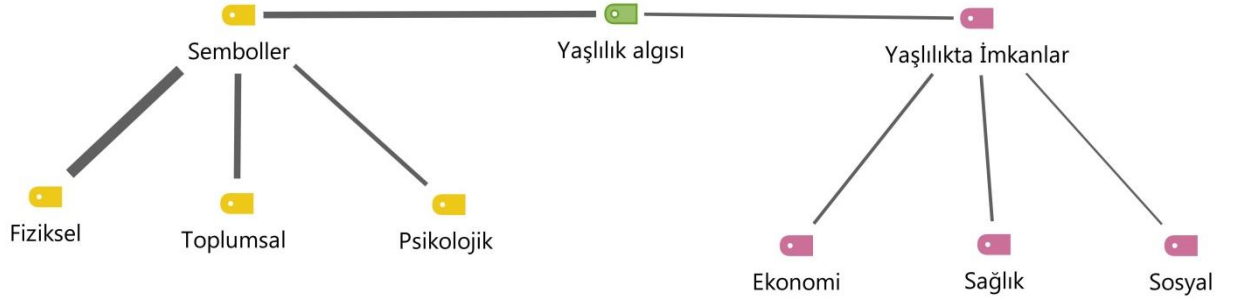 Semboller
Yaşlılık algısı
Yaşlılıkta İmkanlar
Fiziksel
Toplumsal
Psikolojik
Ekonomi
Sağlık
Sosyal